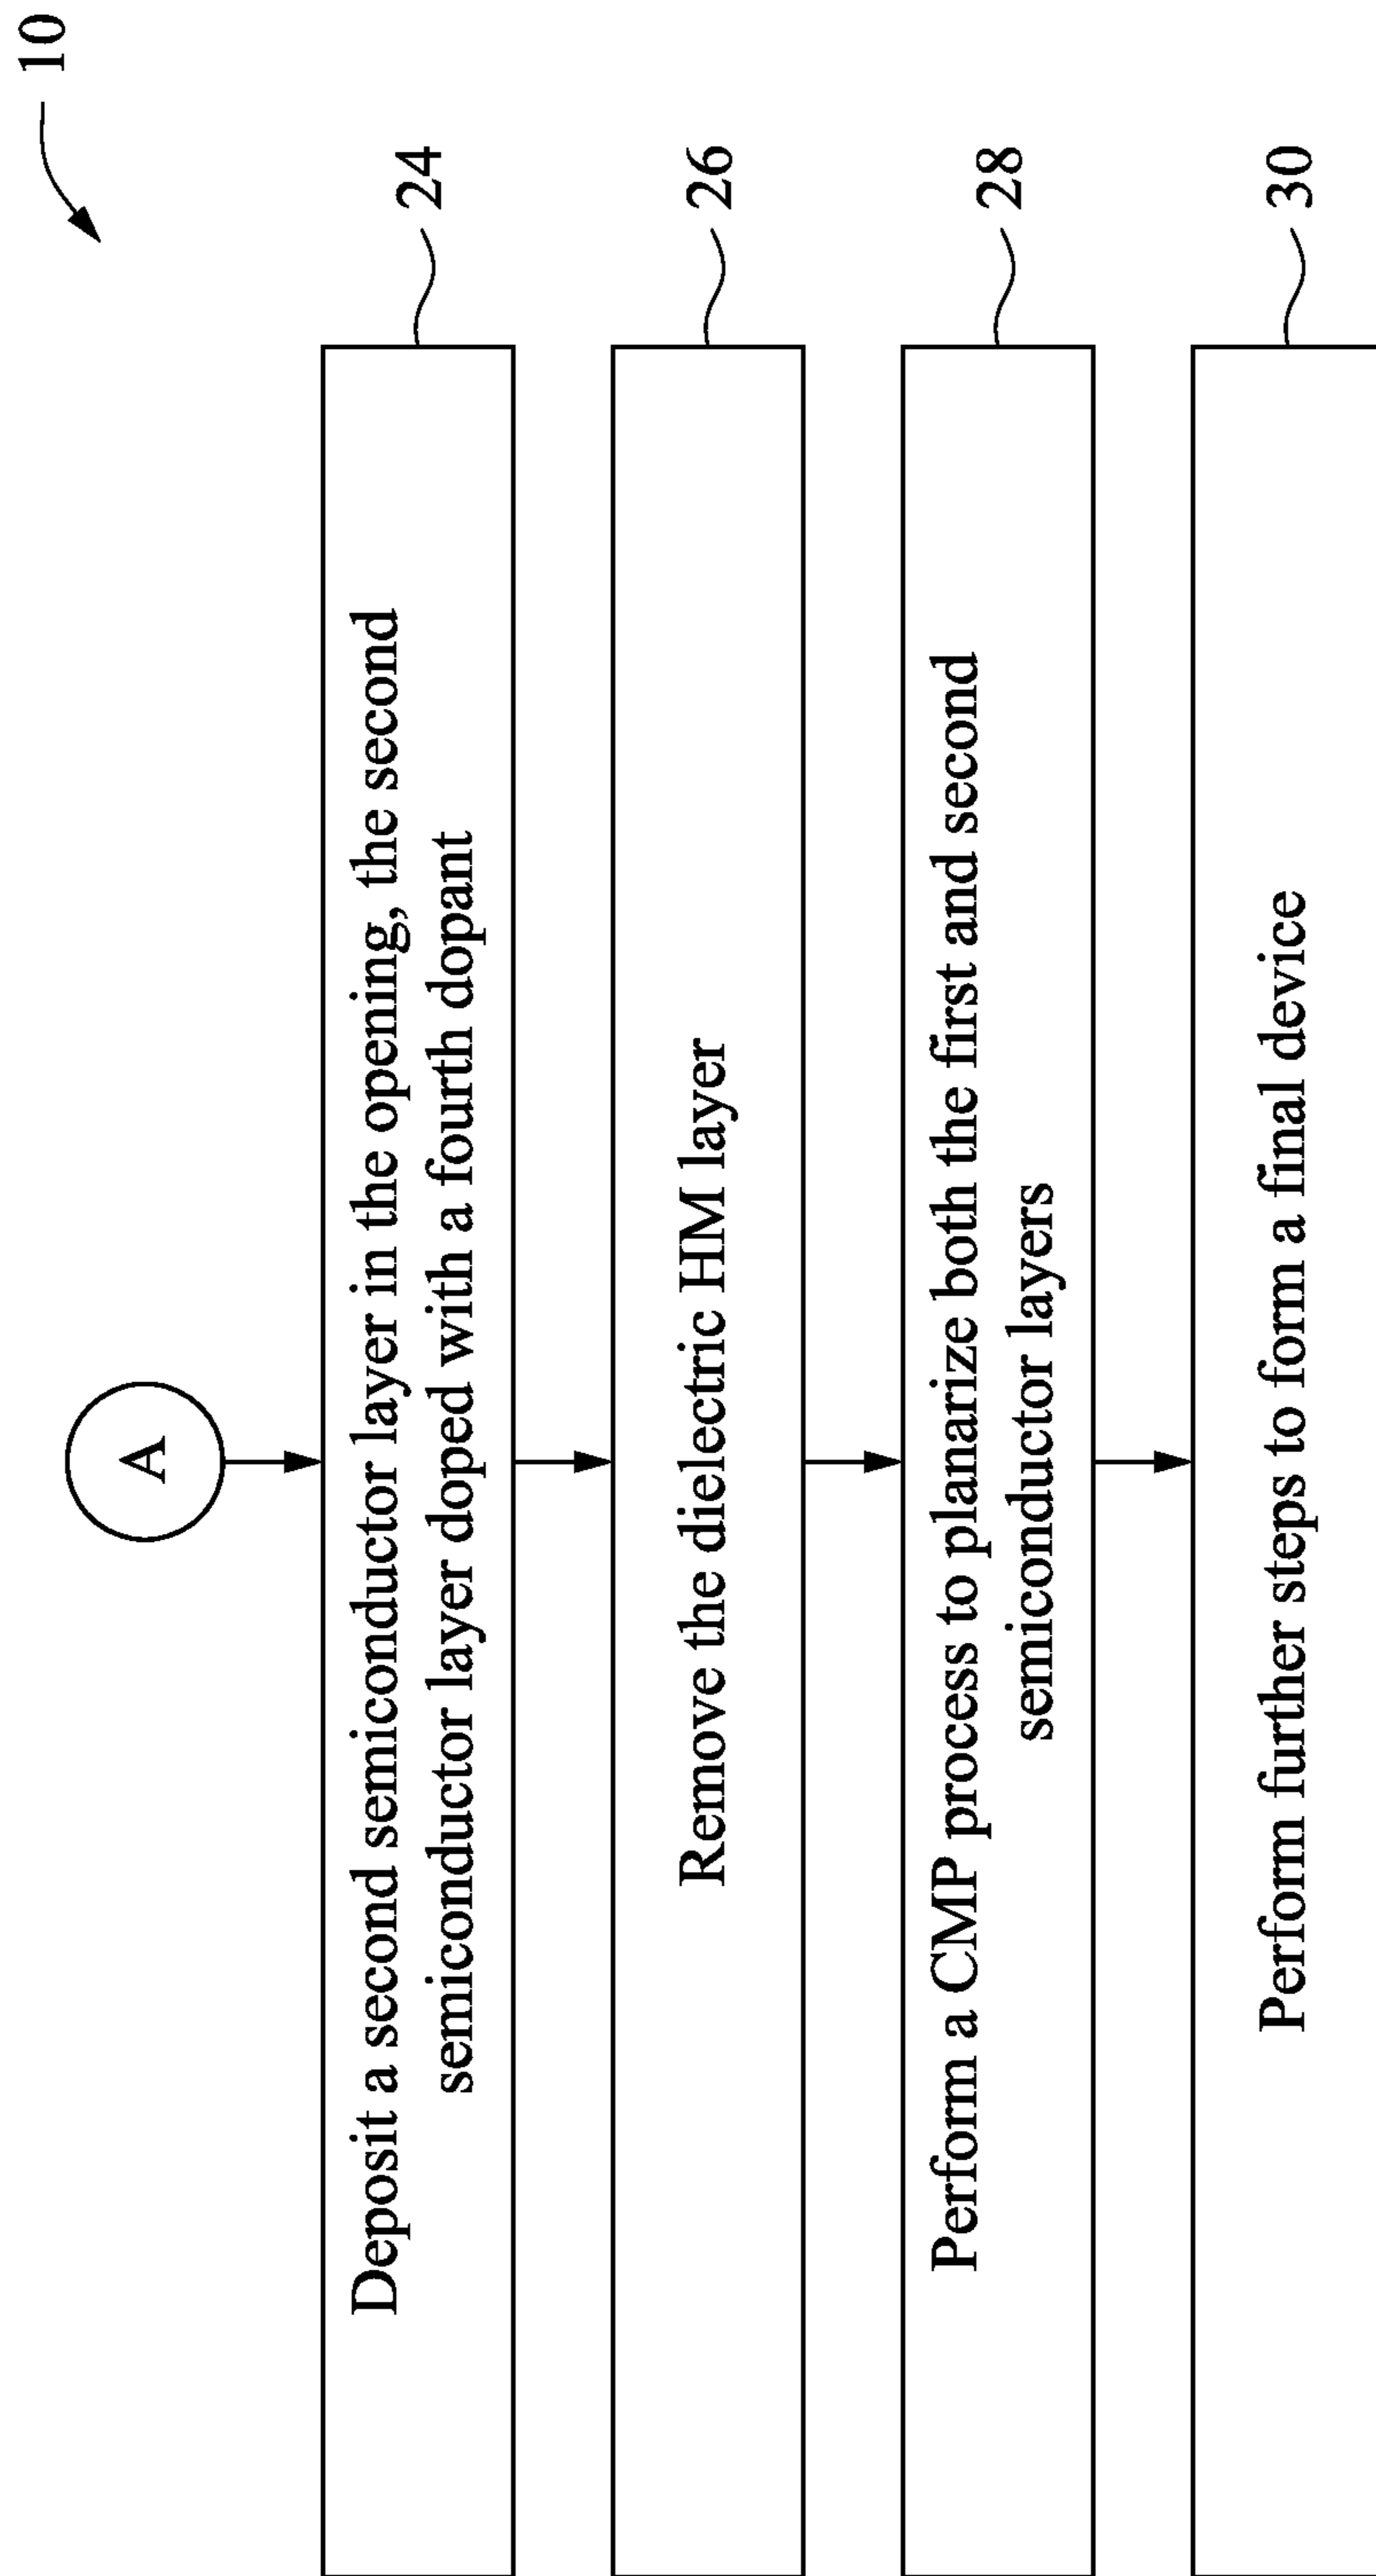 10
A
Deposit a second semiconductor layer in the opening, the second
semiconductor layer doped with a fourth dopant
24
Remove the dielectric HM layer
26
Perform a CMP process to planarize both the first and second
semiconductor layers
28
Perform further steps to form a final device
30